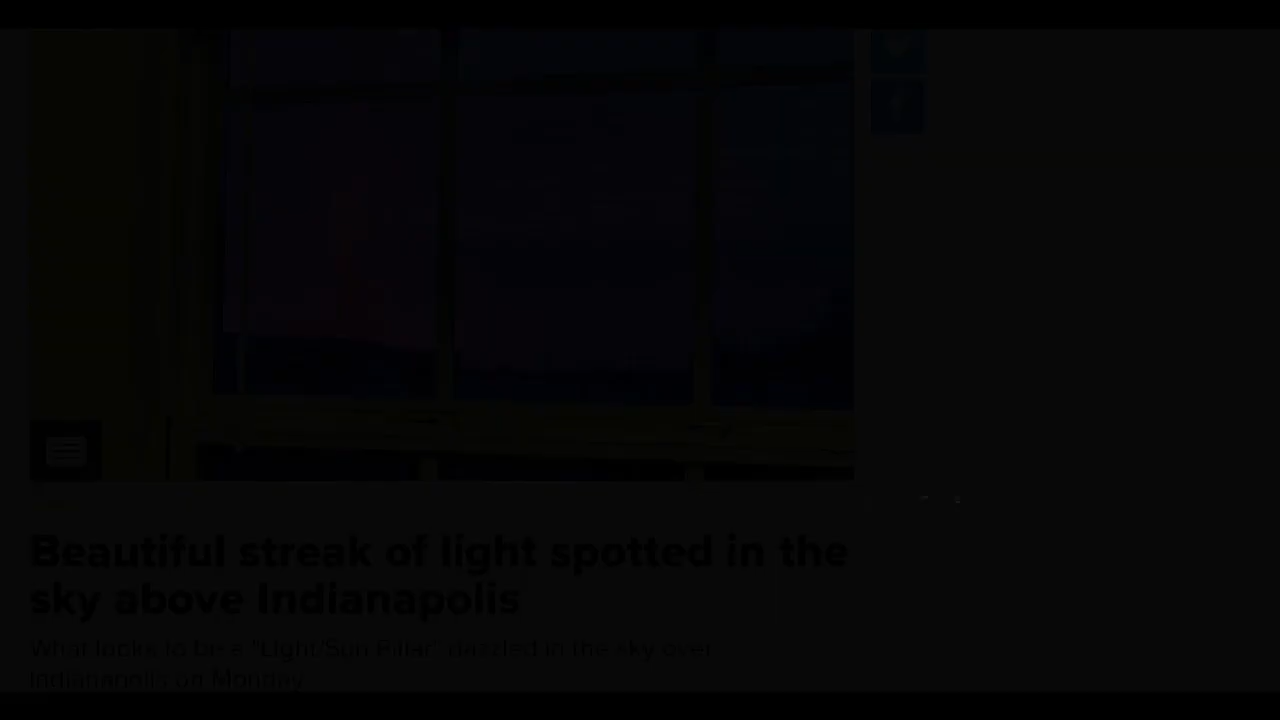 Beautiful streak of light spotted in the
sky above Indianapolis
What looks to be a "Light/Sun Pillar" dazzled in the sky over
Indianapolis on Monday